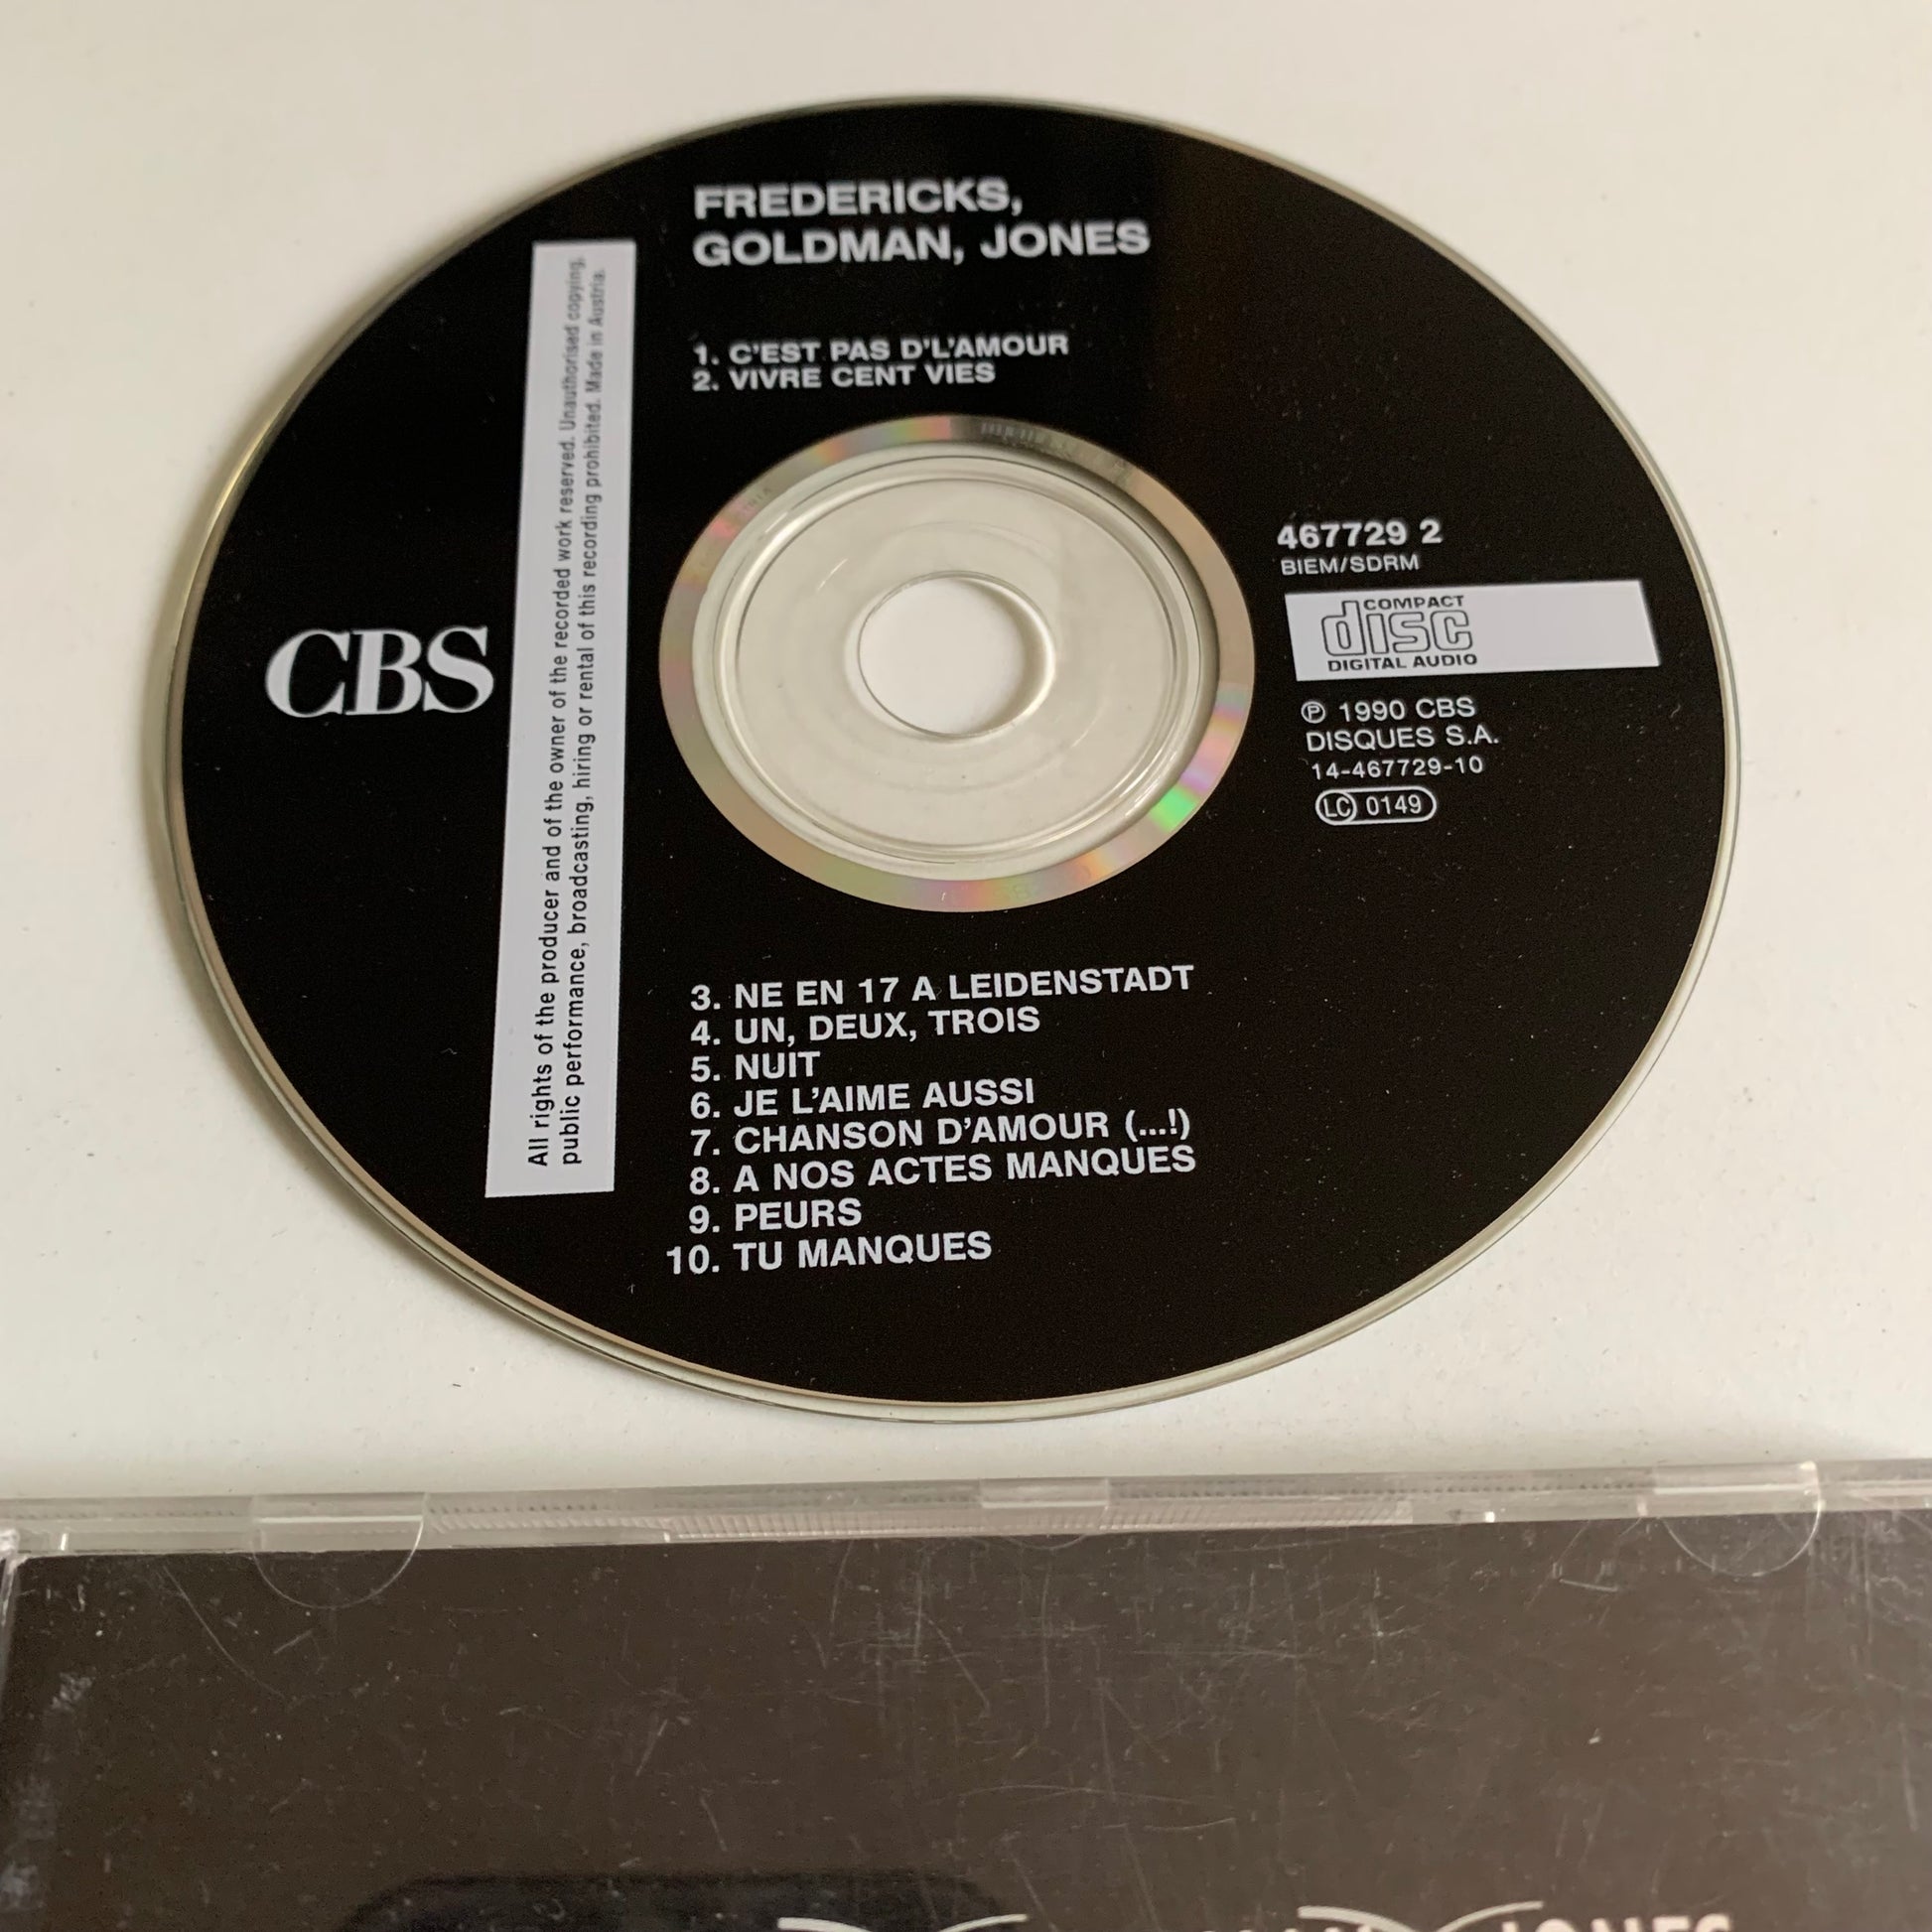 FREDERICKS,
GOLDMAN, JONES
1. C'EST PAS D'L'AMOUR
2. VIVRE CENT VIES
CBS
All rights of the producer and of the owner of the recorded work reserved. Unauthorised copying,
public performance, broadcasting, hiring or rental of this recording prohibited. Made in Austria.
467729 2
BIEM/SDRM
COMPACT
disc
DIGITAL AUDIO
℗ 1990 CBS
DISQUES S.A.
14-467729-10
LC 0149
3. NE EN 17 A LEIDENSTADT
4. UN, DEUX, TROIS
5. NUIT
6. JE L'AIME AUSSI
7. CHANSON D'AMOUR (...!)
8. A NOS ACTES MANQUES
9. PEURS
10. TU MANQUES
JONES